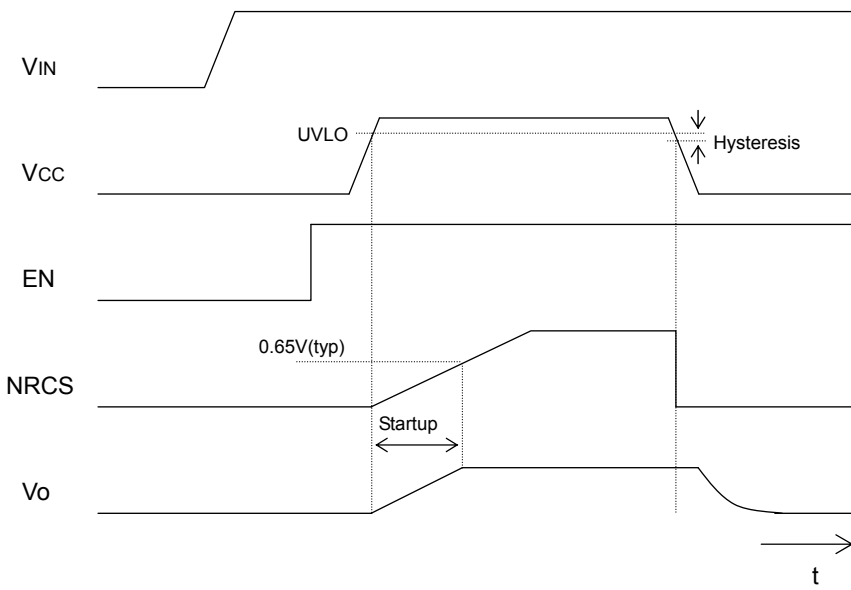 VIN
UVLO
Hysteresis
VCC
EN
0.65V(typ)
NRCS
Startup
Vo
t